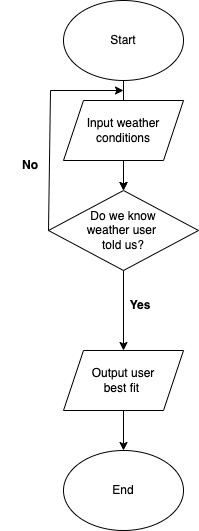 Start
Input weather
conditions
No
Do we know
weather user
told us?
Yes
Output user
best fit
End